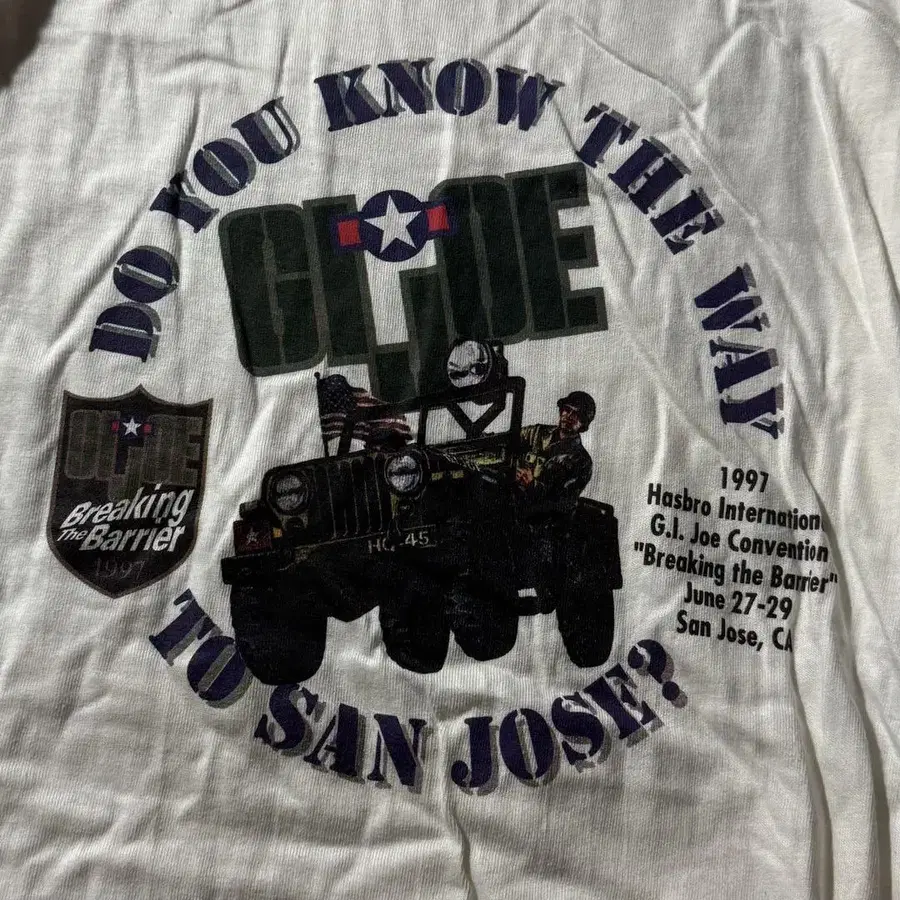 DO YOU KNOW THE WAY
GI JOE
GI JOE
Breaking
The Barrier
1997
HQ-45
1997
Hasbro International
G.I. Joe Convention
"Breaking the Barrier"
June 27-29
San Jose, CA
TO SAN JOSE?